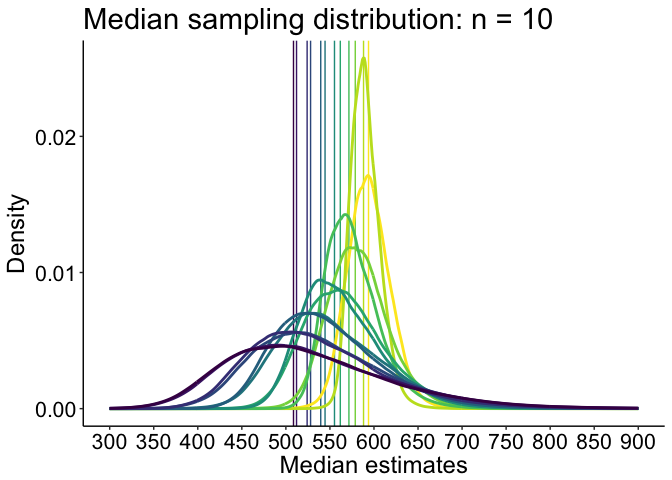 Median sampling distribution: n = 10
Density
0.02
0.01
0.00
300 350 400 450 500 550 600 650 700 750 800 850 900
Median estimates